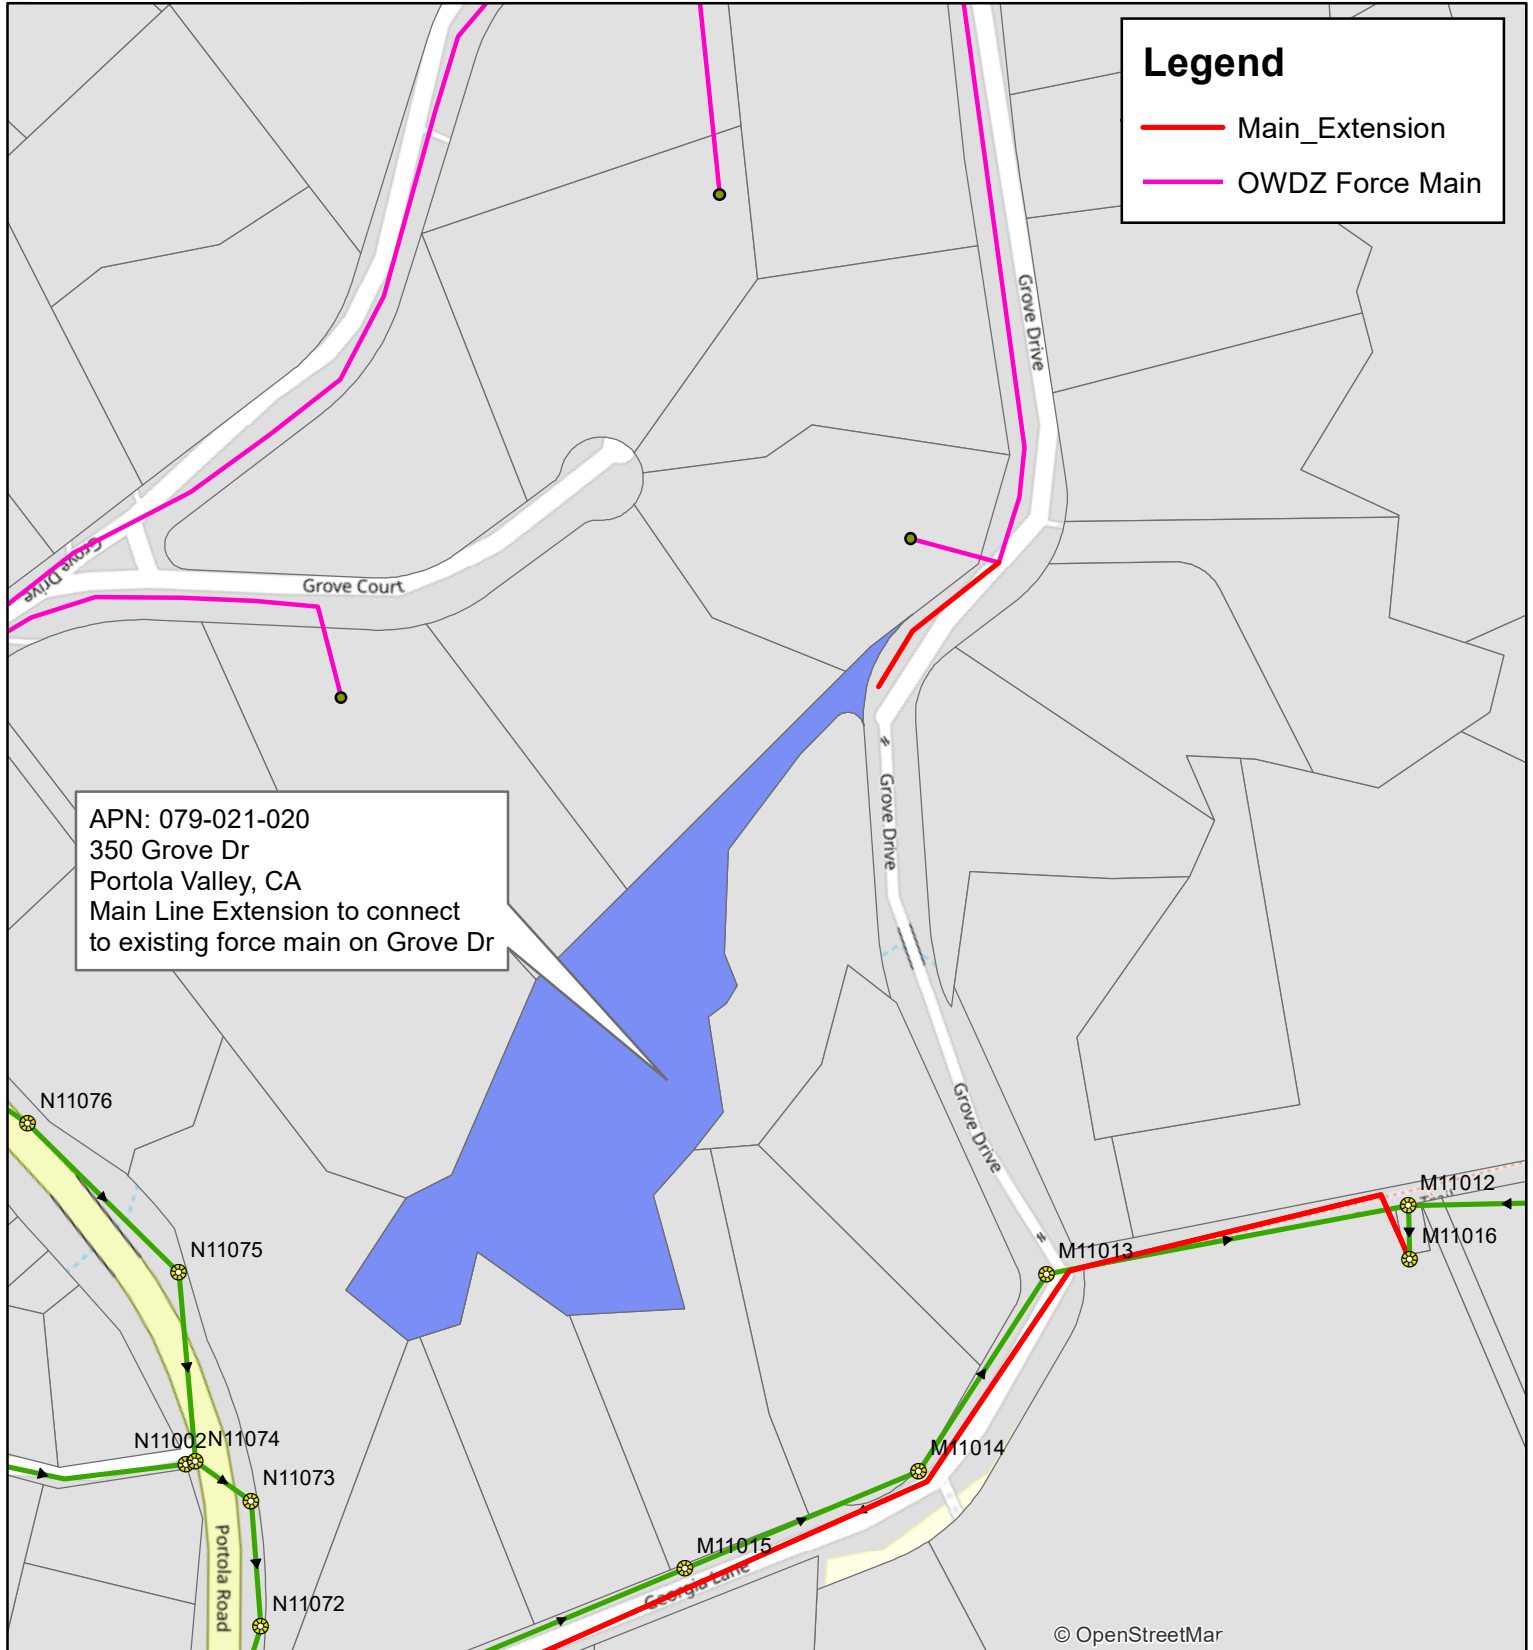 Legend
Main_Extension
OWDZ Force Main
Grove Drive
Grove Drive
Grove Court
Grove Drive
APN: 079-021-020
350 Grove Dr
Portola Valley, CA
Main Line Extension to connect
to existing force main on Grove Dr
Grove Drive
N11076
N11075
M11012
M11016
M11013
N11002
N11074
N11073
M11014
M11015
Georgia Lane
Portola Road
N11072
© OpenStreetMar